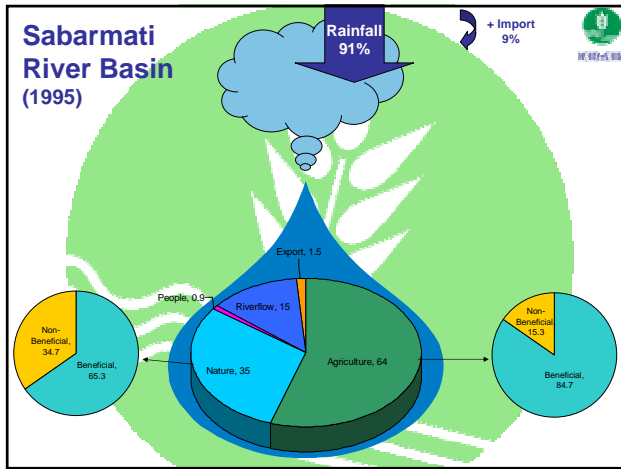 Sabarmati
River Basin
(1995)
Rainfall
91%
+ Import
9%
Export, 1.5
People, 0.9
Riverflow, 15
Nature, 35
Agriculture, 64
Non-
Beneficial,
34.7
Beneficial,
65.3
Non-
Beneficial,
15.3
Beneficial,
84.7